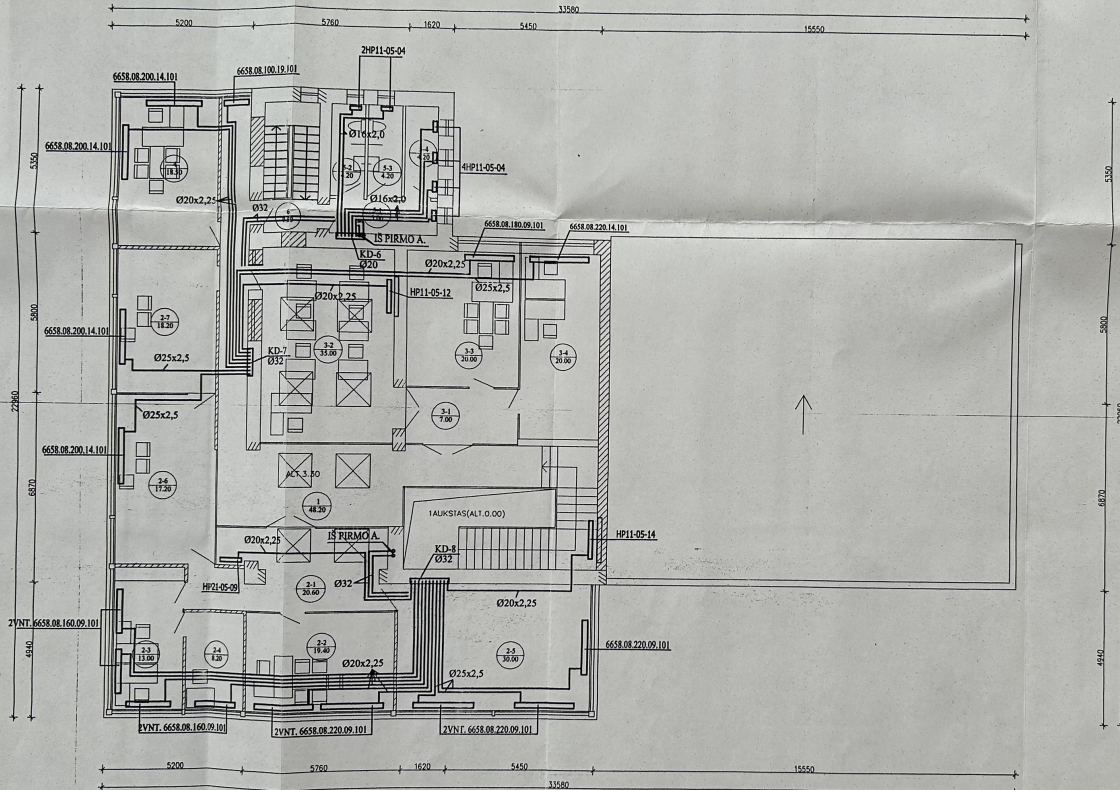 33580
5200
5760
1620
5450
15550
2HP11-05-04
6658.08.200.14.101
6658.08.100.19.101
6658.08.200.14.101
Ø16x2,0
4HP11-05-04
5350
5350
18.30
5-3
4.20
Ø20x2,25
Ø32
Ø16x2,0
6658.08.180.09.101
6658.08.220.14.101
IŠ PIRMO A.
KD-6
Ø20
Ø20x2,25
Ø25x2,5
Ø20x2,25
HP11-05-12
5800
5800
2-7
18.20
6658.08.200.14.101
KD-7
Ø32
3-2
35.00
3-3
20.00
3-4
20.00
Ø25x2,5
22960
Ø25x2,5
3-1
7.00
6658.08.200.14.101
ALT.3.30
6870
6870
2-6
17.20
1
48.20
1AUKSTAS(ALT.0.00)
HP11-05-14
Ø20x2,25
IŠ PIRMO A.
KD-8
Ø32
HP21-05-09
Ø32
2-1
20.60
Ø20x2,25
2VNT. 6658.08.160.09.101
4940
4940
2-3
13.00
2-4
8.20
2-2
19.40
2-5
30.00
6658.08.220.09.101
Ø20x2,25
Ø25x2,5
2VNT. 6658.08.160.09.101
2VNT. 6658.08.220.09.101
2VNT. 6658.08.220.09.101
5200
5760
1620
5450
15550
33580